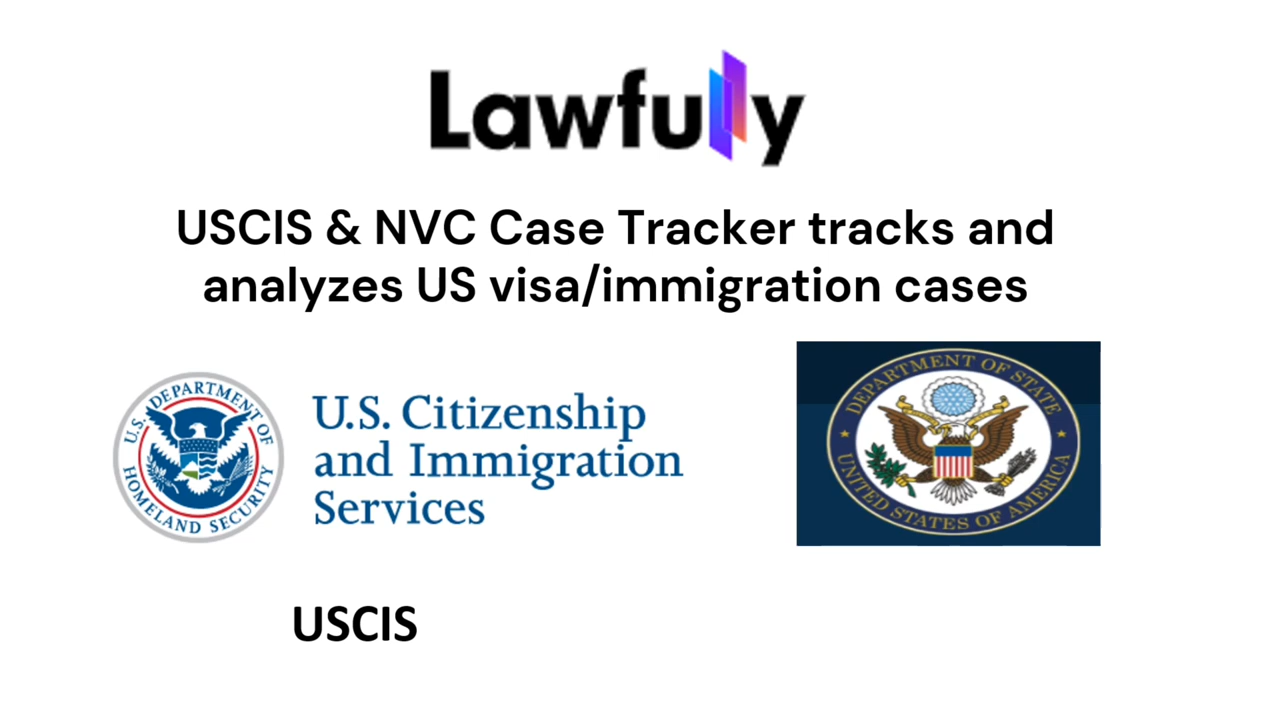 Lawfully
USCIS & NVC Case Tracker tracks and
analyzes US visa/immigration cases
U.S. DEPARTMENT OF
HOMELAND SECURITY
U.S. Citizenship
and Immigration
Services
DEPARTMENT OF STATE
UNITED STATES OF AMERICA
USCIS